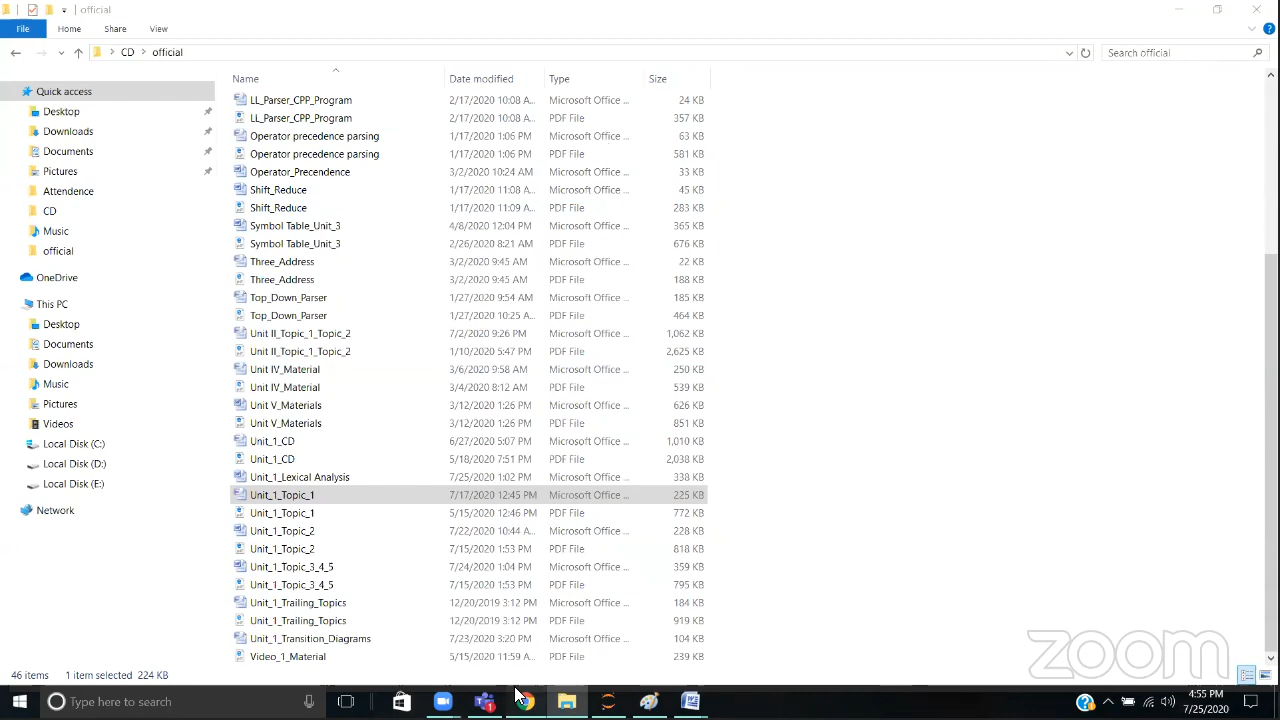 official
File Home Share View
CD official Search official
Name Date modified Type Size
Quick access
Desktop
Downloads
Documents
Pictures
Attendence
CD
Music
official
OneDrive
This PC
Desktop
Documents
Downloads
Music
Pictures
Videos
Local Disk (C:)
Local Disk (D:)
Local Disk (E:)
Network
LL_Parser_CPP_Program 2/17/2020 10:08 A... Microsoft Office ... 24 KB
LL_Parser_CPP_Program 2/17/2020 10:08 A... PDF File 357 KB
Operator precedence parsing 1/17/2020 1:06 PM Microsoft Office ... 63 KB
Operator precedence parsing 1/17/2020 1:06 PM PDF File 581 KB
Operator_Precendence 3/2/2020 10:24 AM Microsoft Office ... 33 KB
Shift_Reduce 1/17/2020 11:08 A... Microsoft Office ... 45 KB
Shift_Reduce 1/17/2020 11:09 A... PDF File 283 KB
Symbol Table_Unit_3 4/8/2020 12:04 PM Microsoft Office ... 365 KB
Symbol Table_Unit_3 2/26/2020 8:21 AM PDF File 676 KB
Three_Address 3/2/2020 9:45 AM Microsoft Office ... 22 KB
Three_Address 3/2/2020 9:45 AM PDF File 188 KB
Top_Down_Parser 1/27/2020 9:54 AM Microsoft Office ... 185 KB
Top_Down_Parser 1/27/2020 10:25 A... PDF File 464 KB
Unit II_Topic_1_Topic_2 7/2/2020 9:26 PM Microsoft Office ... 1,062 KB
Unit II_Topic_1_Topic_2 1/10/2020 5:47 PM PDF File 2,625 KB
Unit IV_Material 3/6/2020 9:58 AM Microsoft Office ... 250 KB
Unit IV_Material 3/4/2020 8:12 AM PDF File 539 KB
Unit V_Materials 3/12/2020 1:26 PM Microsoft Office ... 626 KB
Unit V_Materials 3/12/2020 1:26 PM PDF File 851 KB
Unit_1_CD 6/27/2020 5:07 PM Microsoft Office ... 1,010 KB
Unit_1_CD 5/18/2020 7:51 PM PDF File 2,038 KB
Unit_1_Lexical Analysis 7/25/2020 PM Microsoft Office ... 338 KB
Unit_1_Topic_1 7/17/2020 12:45 PM Microsoft Office ... 225 KB
Unit_1_Topic_1 5/15/2020 12:46 PM PDF File 772 KB
Unit_1_Topic_2 7/22/2020 10:44 A... Microsoft Office ... 228 KB
Unit_1_Topic_2 7/15/2020 1:53 PM PDF File 818 KB
Unit_1_Topic_3_4_5 7/24/2020 1:04 PM Microsoft Office ... 359 KB
Unit_1_Topic_3_4_5 7/15/2020 1:53 PM PDF File 795 KB
Unit_1_Trailing_Topics 12/20/2019 3:12 PM Microsoft Office ... 184 KB
Unit_1_Trailing_Topics 12/20/2019 3:12 PM PDF File 919 KB
Unit_1_Transition_Diagrams 7/23/2020 3:20 PM Microsoft Office ... 104 KB
Video_1_Material 5/15/2020 11:59 A... PDF File 239 KB
zoom
46 items 1 item selected 224 KB
Type here to search
4:55 PM
7/25/2020